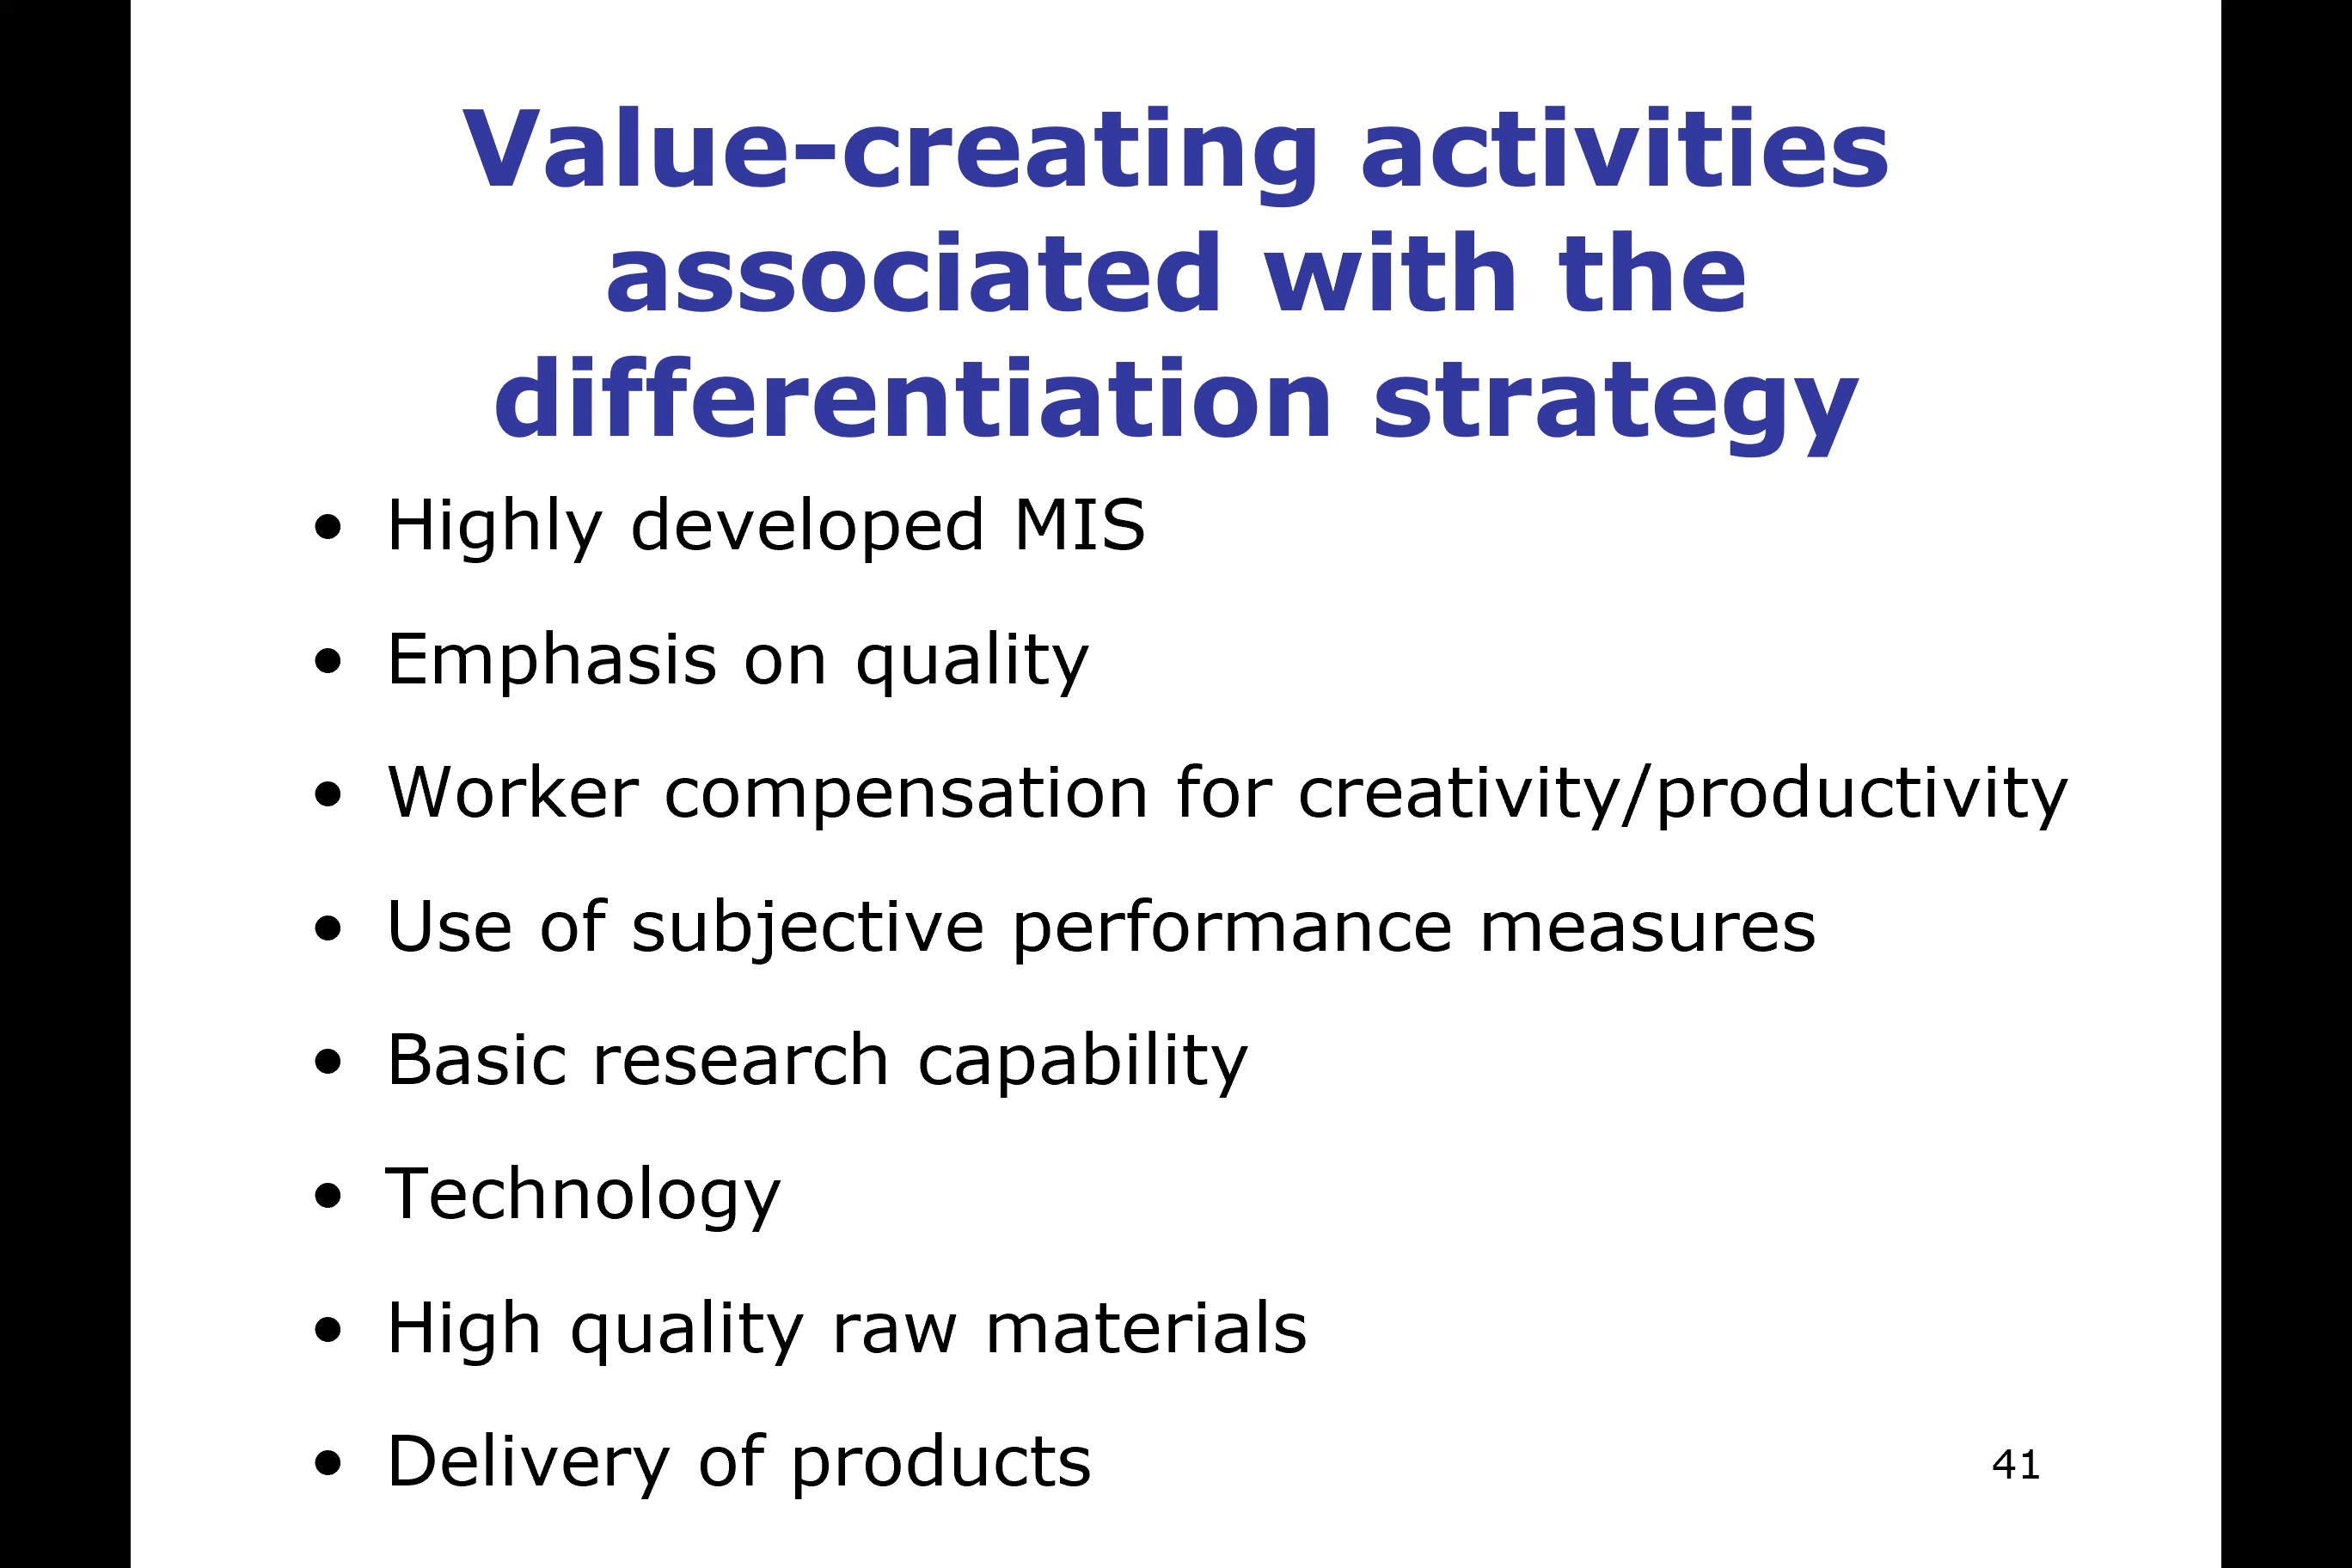 Value-creating activities
associated with the
differentiation strategy
• Highly developed MIS
• Emphasis on quality
• Worker compensation for creativity/productivity
• Use of subjective performance measures
• Basic research capability
• Technology
• High quality raw materials
• Delivery of products
41